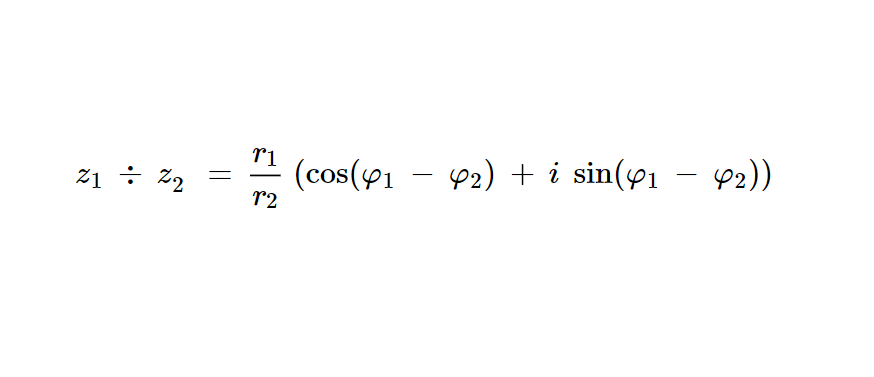 z₁ ÷ z₂ = r₁/r₂ (cos(φ₁ − φ₂) + i sin(φ₁ − φ₂))